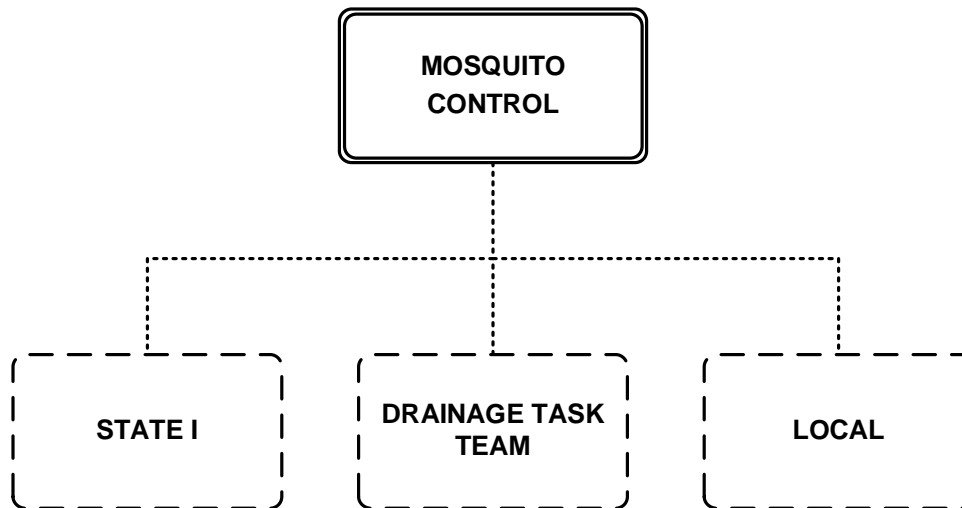 MOSQUITO
CONTROL
STATE I
DRAINAGE TASK
TEAM
LOCAL